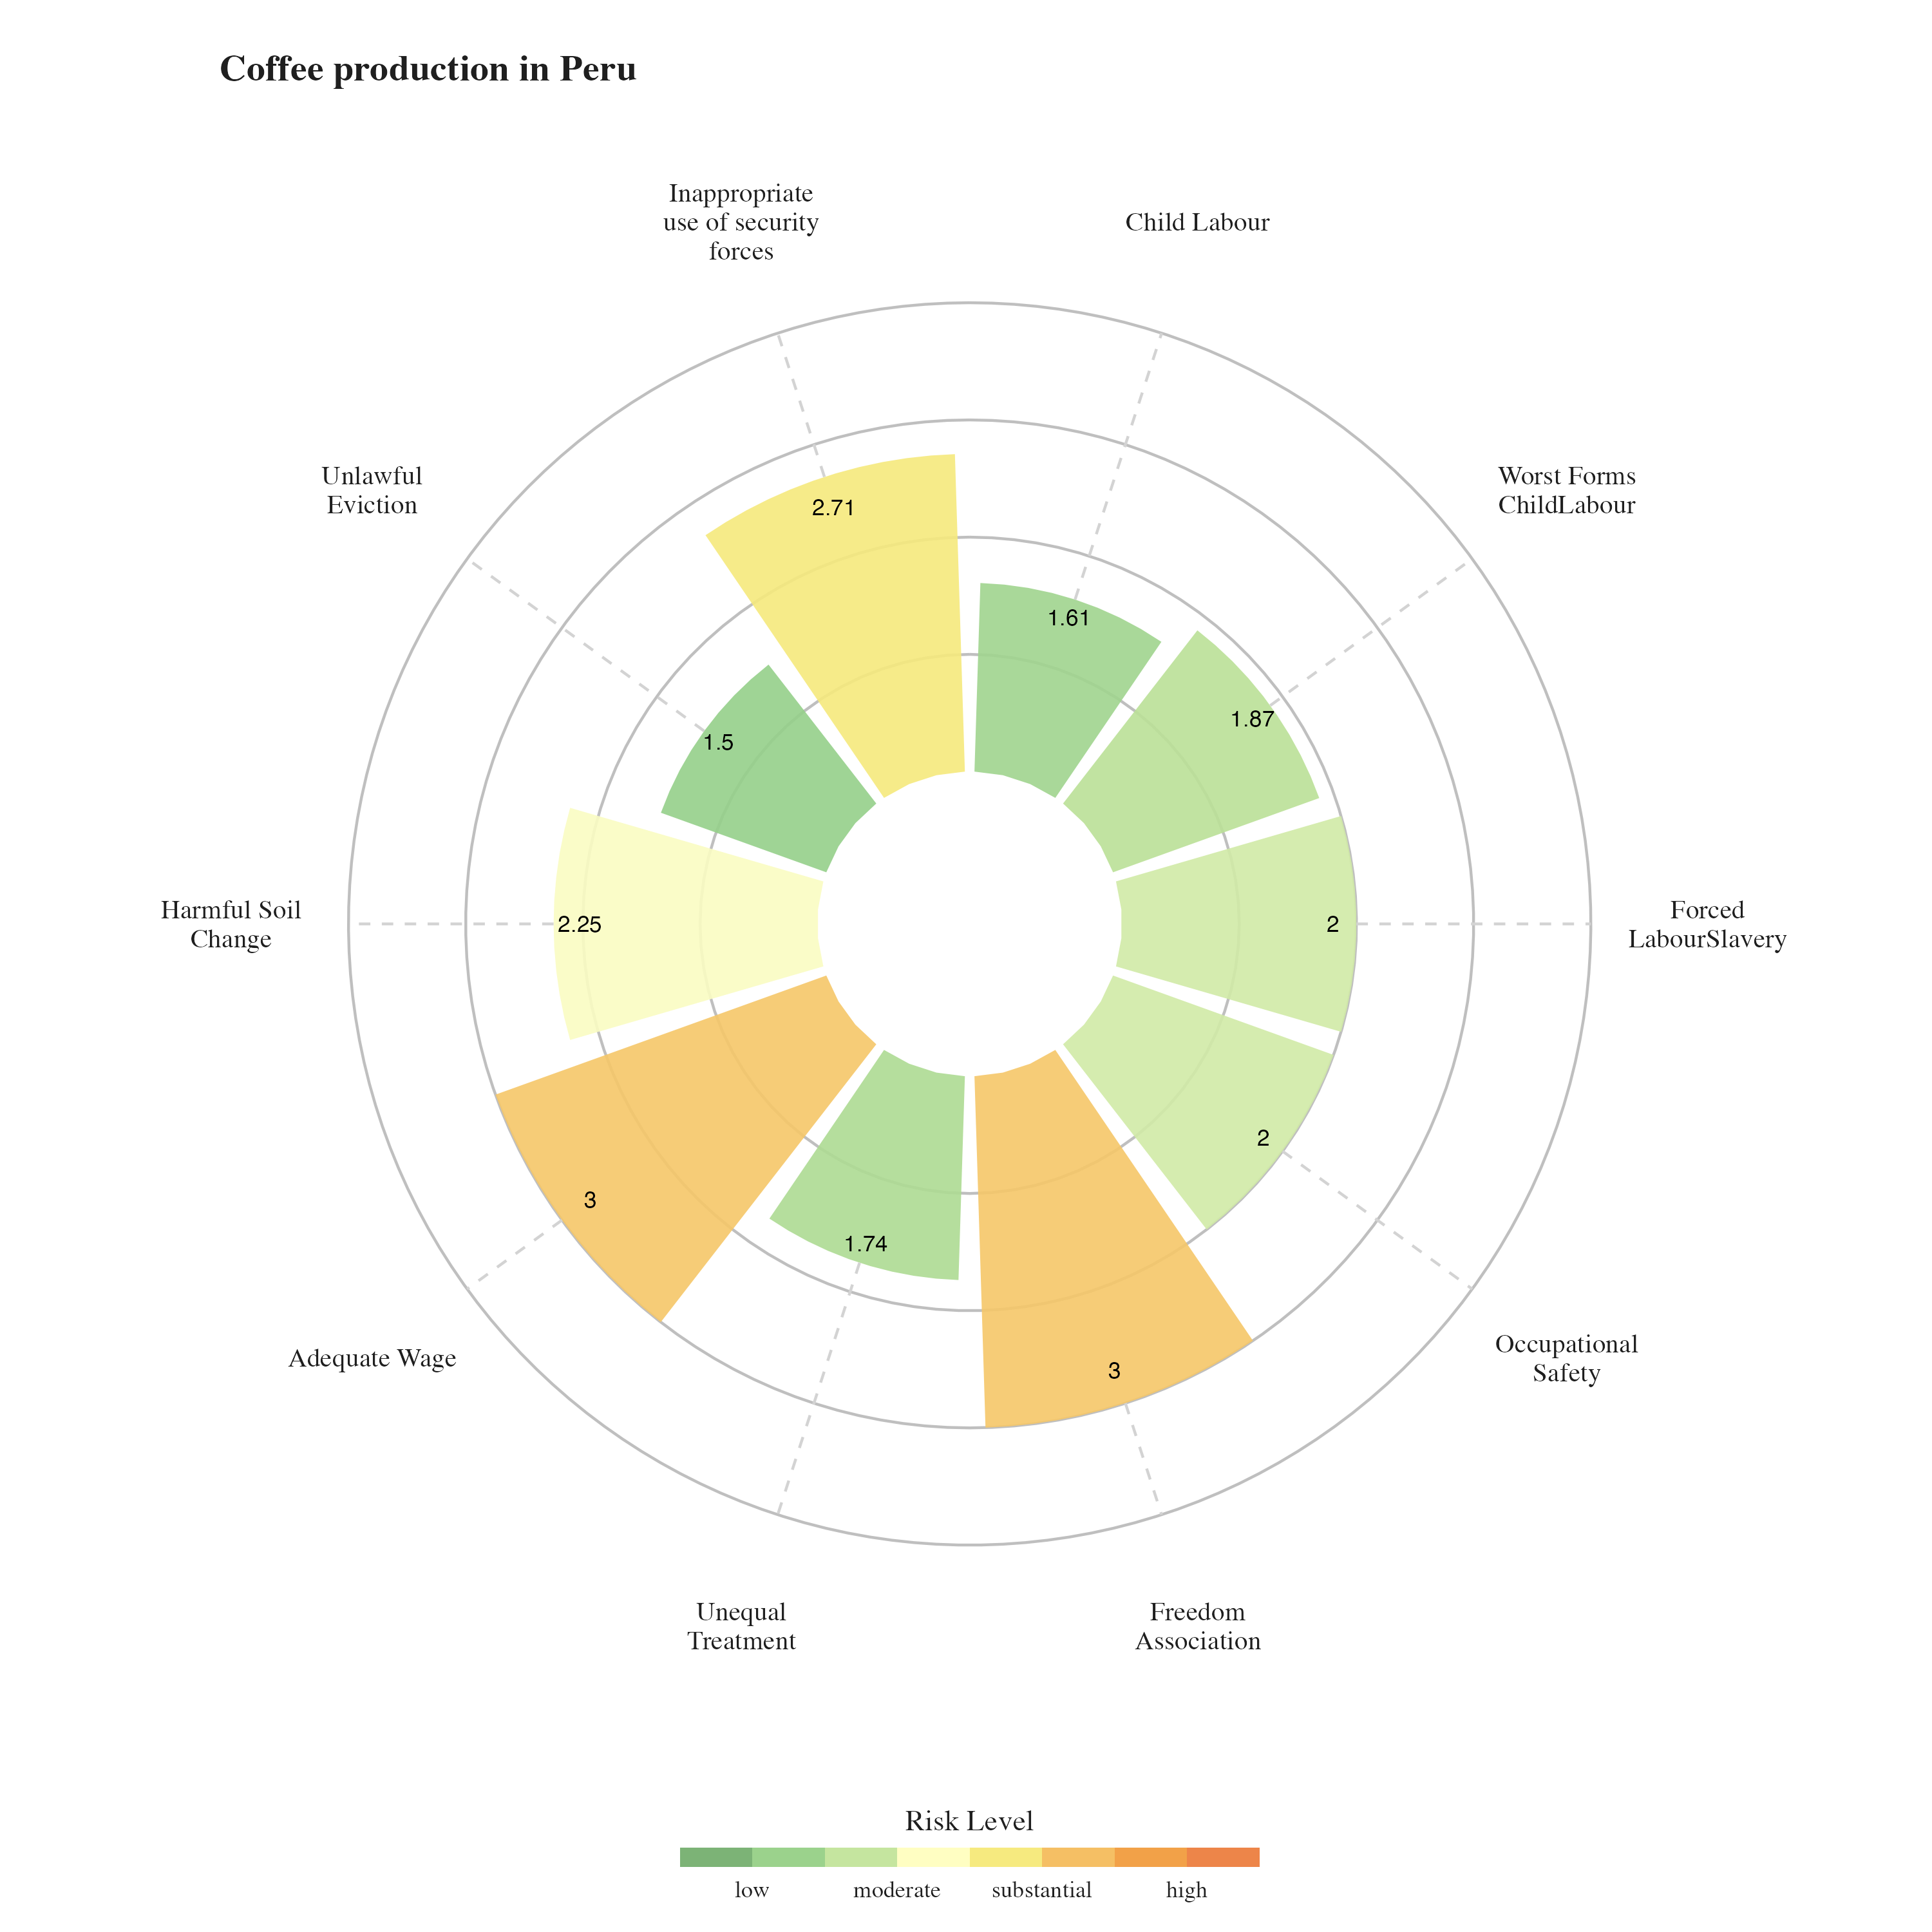 Coffee production in Peru
Inappropriate
use of security
forces
Child Labour
Unlawful
Eviction
Worst Forms
ChildLabour
2.71
1.61
1.87
1.5
Harmful Soil
Change
2.25
2
Forced
LabourSlavery
2
3
1.74
3
Adequate Wage
Occupational
Safety
Unequal
Treatment
Freedom
Association
Risk Level
low moderate substantial high